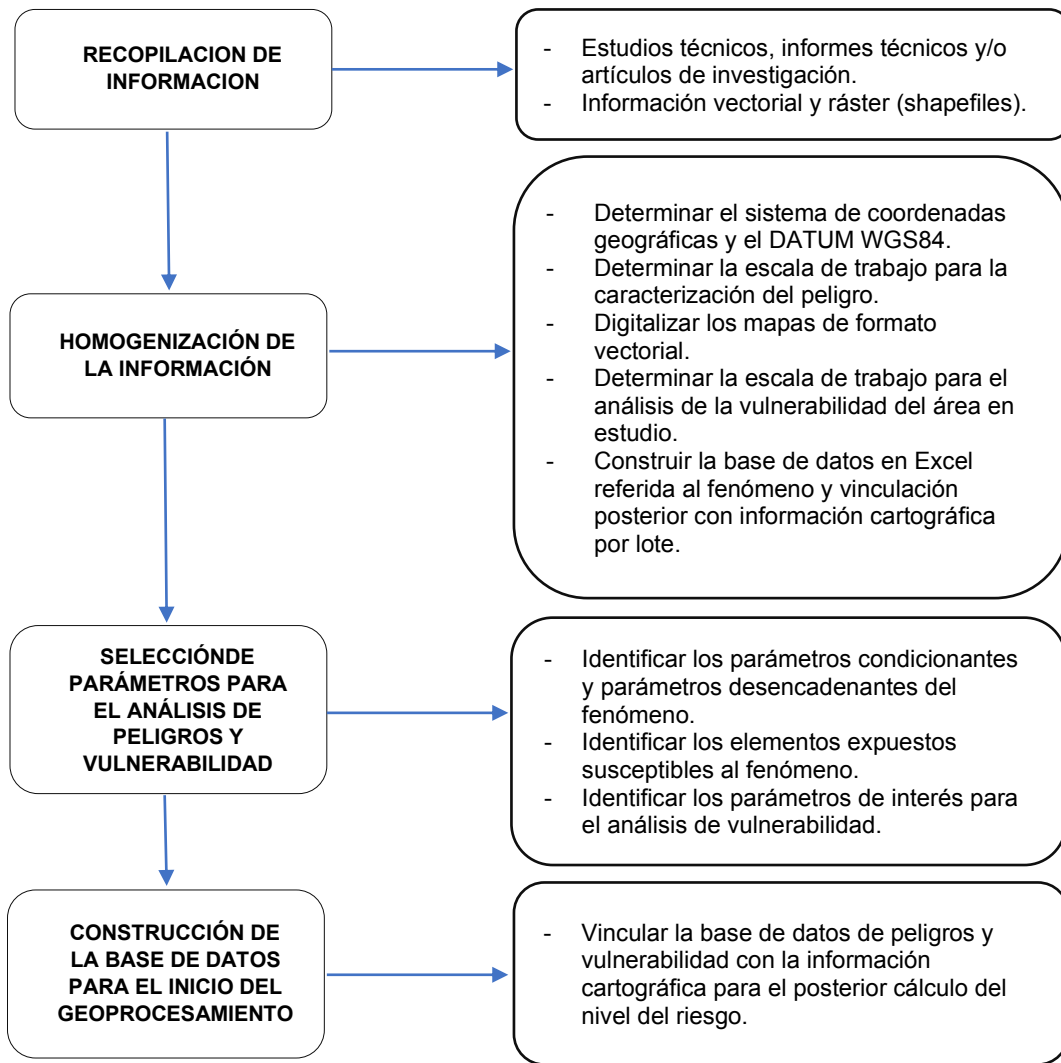 RECOPILACION DE
INFORMACION
- Estudios técnicos, informes técnicos y/o
artículos de investigación.
- Información vectorial y ráster (shapefiles).
HOMOGENIZACIÓN DE
LA INFORMACIÓN
- Determinar el sistema de coordenadas
geográficas y el DATUM WGS84.
- Determinar la escala de trabajo para la
caracterización del peligro.
- Digitalizar los mapas de formato
vectorial.
- Determinar la escala de trabajo para el
análisis de la vulnerabilidad del área en
estudio.
- Construir la base de datos en Excel
referida al fenómeno y vinculación
posterior con información cartográfica
por lote.
SELECCIÓNDE
PARÁMETROS PARA
EL ANÁLISIS DE
PELIGROS Y
VULNERABILIDAD
- Identificar los parámetros condicionantes
y parámetros desencadenantes del
fenómeno.
- Identificar los elementos expuestos
susceptibles al fenómeno.
- Identificar los parámetros de interés para
el análisis de vulnerabilidad.
CONSTRUCCIÓN DE
LA BASE DE DATOS
PARA EL INICIO DEL
GEOPROCESAMIENTO
- Vincular la base de datos de peligros y
vulnerabilidad con la información
cartográfica para el posterior cálculo del
nivel del riesgo.